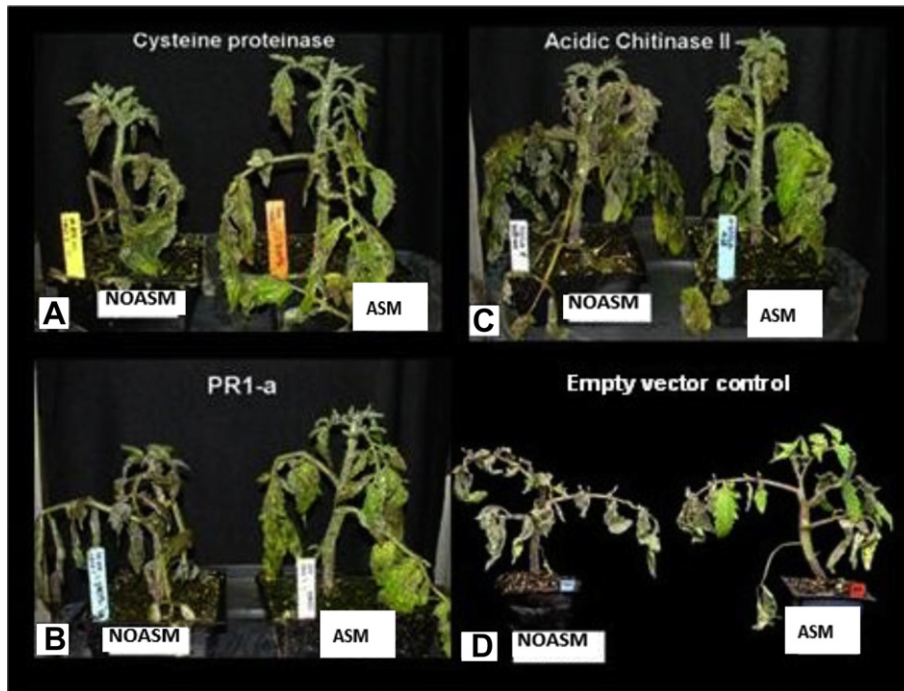 Cysteine proteinase
A
NOASM
ASM
Acidic Chitinase II
C
NOASM
ASM
PR1-a
B
NOASM
ASM
Empty vector control
D
NOASM
ASM